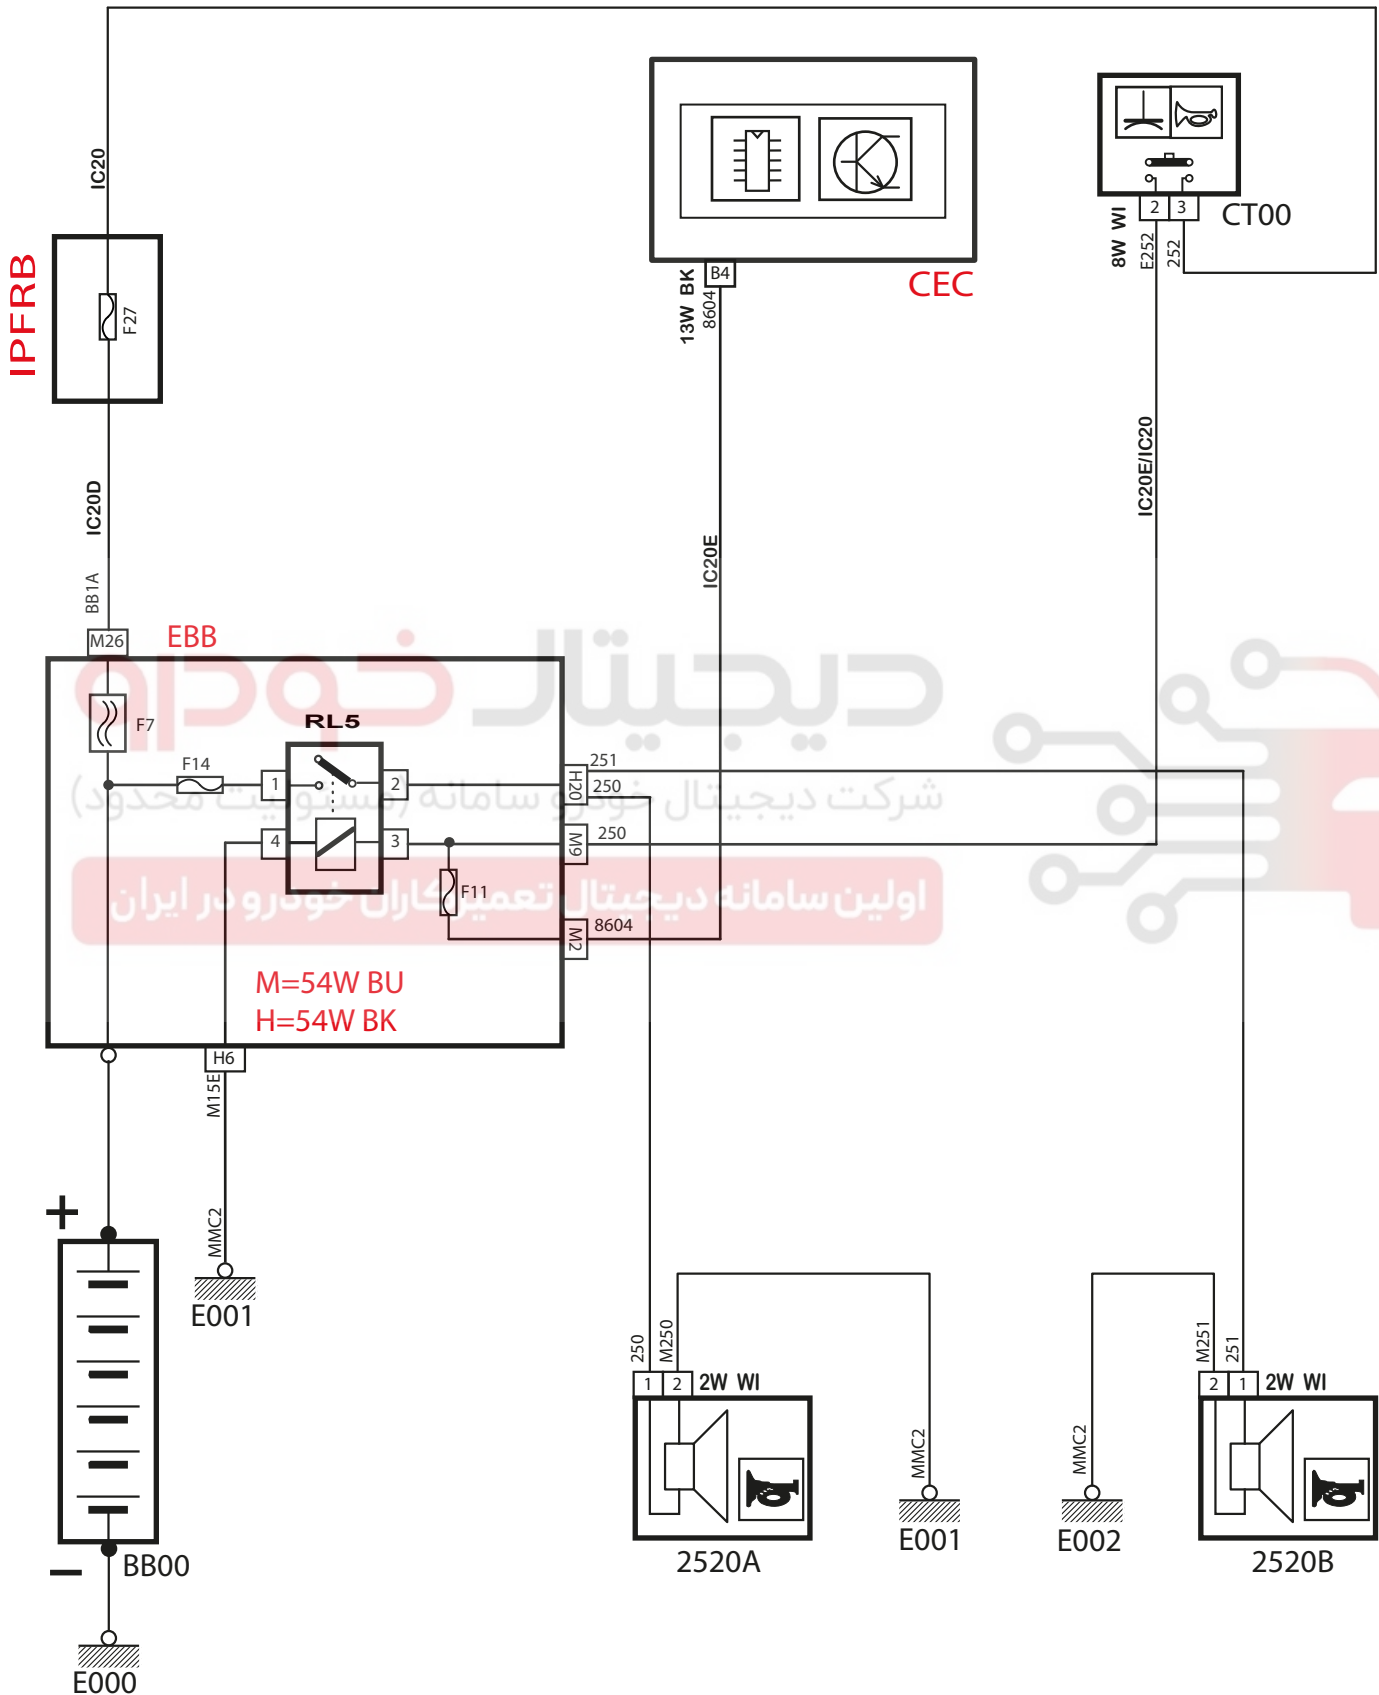 IC20
IPFRB
F27
IC20D
BB1A
M26
EBB
F7
F14
RL5
1
2
4
3
F11
H20
M9
M2
251
250
250
8604
M=54W BU
H=54W BK
H6
M15E
MMC2
E001
+
BB00
−
E000
CEC
B4
13W BK
8604
IC20E
CT00
2
3
8W WI
E252
252
IC20E/IC20
250
M250
1
2
2W WI
2520A
MMC2
E001
M251
251
2
1
2W WI
2520B
MMC2
E002
دیجیتال خودرو
شرکت دیجیتال خودرو سامانه (مسئولیت محدود)
اولین سامانه دیجیتال تعمیرکاران خودرو در ایران